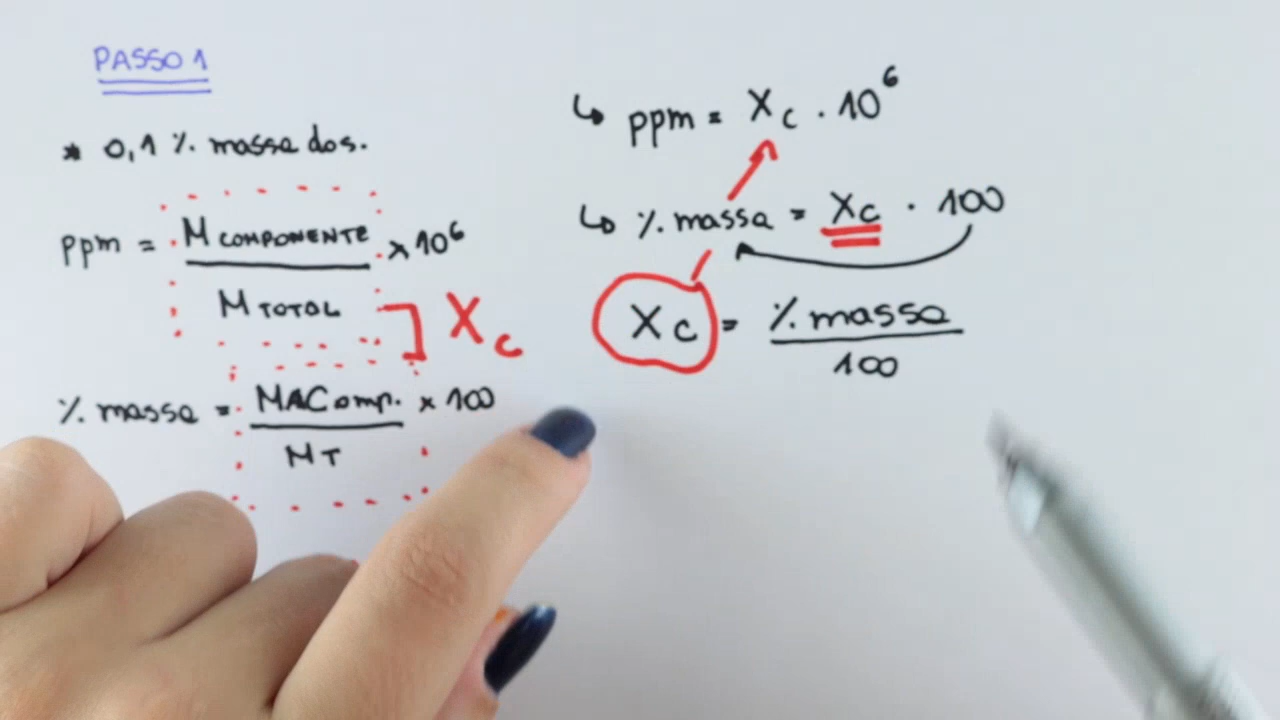 PASSO 1
* 0,1 % massa dos.
ppm = M COMPONENTE x 10⁶
M TOTAL
Xc
% massa = MAComp. x 100
MT
↳ ppm = Xc . 10⁶
↳ % massa = Xc . 100
Xc = % massa
100